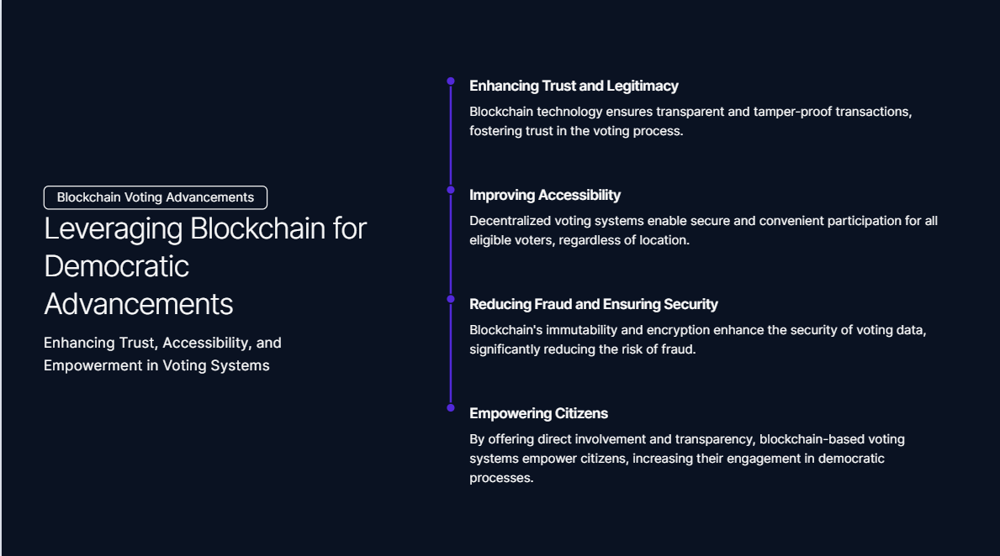 Blockchain Voting Advancements
Leveraging Blockchain for
Democratic
Advancements
Enhancing Trust, Accessibility, and
Empowerment in Voting Systems
Enhancing Trust and Legitimacy
Blockchain technology ensures transparent and tamper-proof transactions,
fostering trust in the voting process.
Improving Accessibility
Decentralized voting systems enable secure and convenient participation for all
eligible voters, regardless of location.
Reducing Fraud and Ensuring Security
Blockchain's immutability and encryption enhance the security of voting data,
significantly reducing the risk of fraud.
Empowering Citizens
By offering direct involvement and transparency, blockchain-based voting
systems empower citizens, increasing their engagement in democratic
processes.